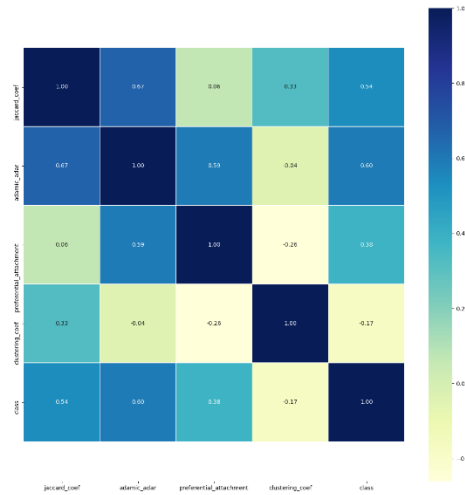 jaccard_coef 1.00 0.67 0.06 0.33 0.54
adamic_adar 0.67 1.00 0.59 -0.04 0.60
preferential_attachment 0.06 0.59 1.00 -0.26 0.38
clustering_coef 0.33 -0.04 -0.26 1.00 -0.17
class 0.54 0.60 0.38 -0.17 1.00
jaccard_coef adamic_adar preferential_attachment clustering_coef class
1.0
0.8
0.6
0.4
0.2
0.0